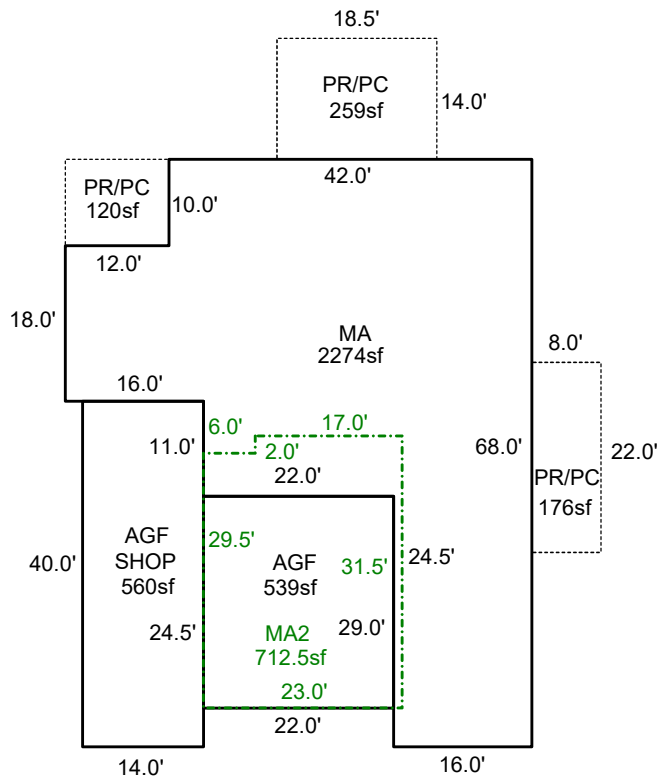 18.5'
PR/PC
259sf
14.0'
42.0'
PR/PC
120sf
10.0'
12.0'
18.0'
MA
2274sf
8.0'
16.0'
6.0'
17.0'
11.0'
2.0'
68.0'
22.0'
22.0'
PR/PC
176sf
AGF
SHOP
560sf
29.5'
AGF
539sf
31.5'
24.5'
40.0'
24.5'
MA2
712.5sf
29.0'
23.0'
22.0'
14.0'
16.0'